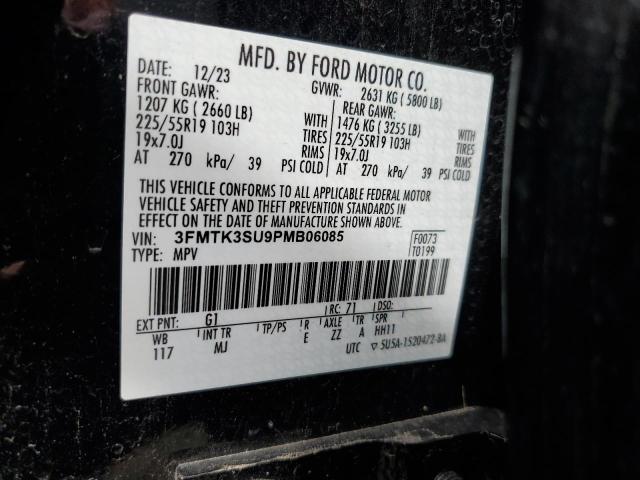 MFD. BY FORD MOTOR CO.
DATE: 12/23 GVWR: 2631 KG ( 5800 LB)
FRONT GAWR: REAR GAWR:
1207 KG ( 2660 LB) WITH 1476 KG ( 3255 LB) WITH
225/55R19 103H TIRES 225/55R19 103H TIRES
19x7.0J RIMS 19x7.0J RIMS
AT 270 kPa/ 39 PSI COLD AT 270 kPa/ 39 PSI COLD
THIS VEHICLE CONFORMS TO ALL APPLICABLE FEDERAL MOTOR
VEHICLE SAFETY AND THEFT PREVENTION STANDARDS IN
EFFECT ON THE DATE OF MANUFACTURE SHOWN ABOVE.
VIN: 3FMTK3SU9PMB06085 F0073
TYPE: MPV T0199
EXT PNT: G1 RC: 71 DSO:
WB INT TR TP/PS R AXLE TR SPR
117 MJ E ZZ A HH11
UTC ▽ 5U5A-1520472-BA